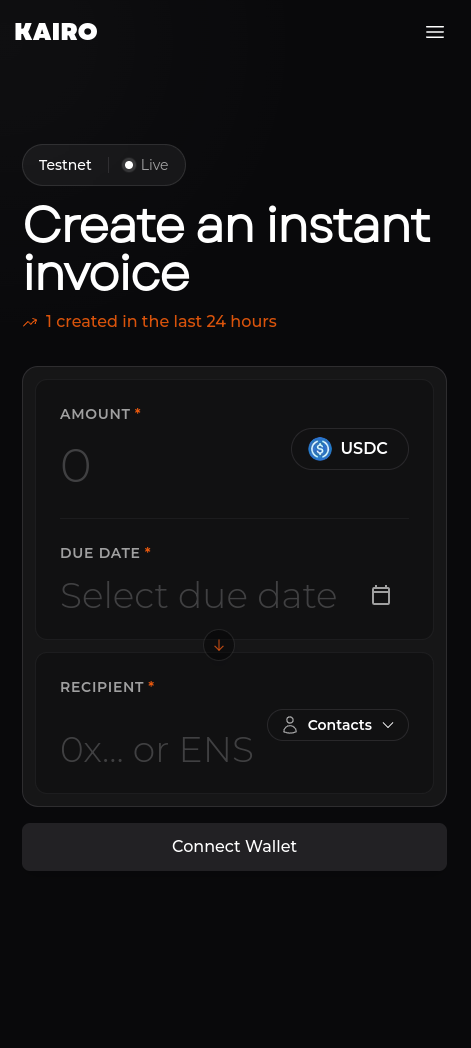 KAIRO
Testnet
Live
Create an instant
invoice
1 created in the last 24 hours
AMOUNT *
0
USDC
DUE DATE *
Select due date
RECIPIENT *
0x... or ENS
Contacts
Connect Wallet